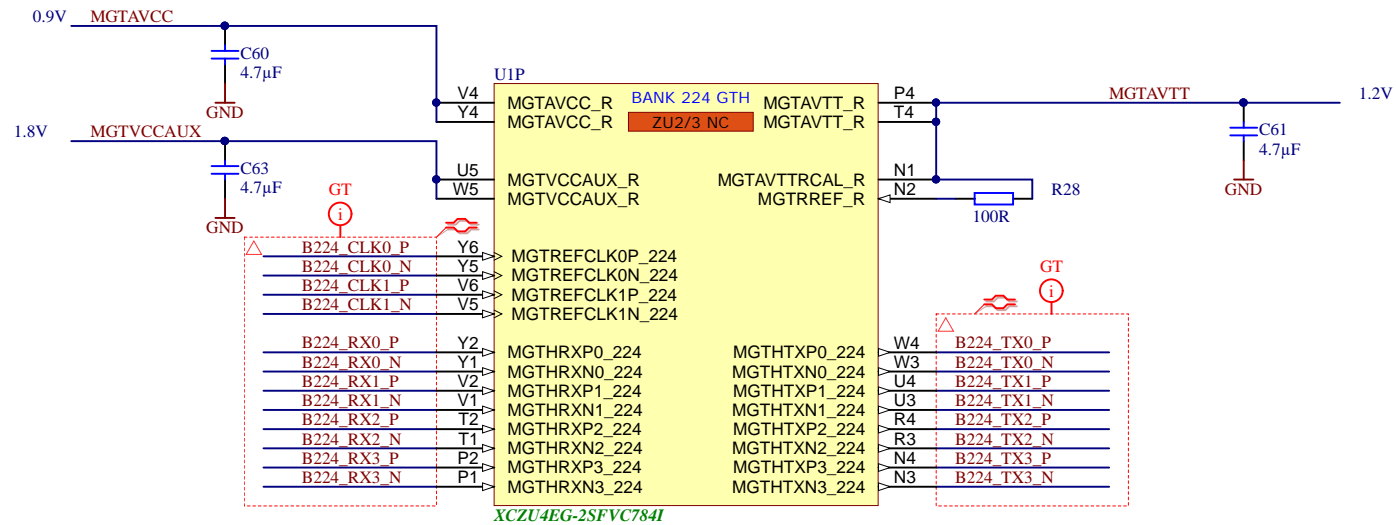 0.9V
MGTAVCC
C60
4.7µF
GND
1.8V
MGTVCCAUX
C63
4.7µF
GND
U1P
BANK 224 GTH
ZU2/3 NC
V4 MGTAVCC_R
Y4 MGTAVCC_R
U5 MGTVCCAUX_R
W5 MGTVCCAUX_R
MGTAVTT_R P4
MGTAVTT_R T4
MGTAVTTRCAL_R N1
MGTRREF_R N2
MGTAVTT
1.2V
C61
4.7µF
GND
R28
100R
GT
i
B224_CLK0_P Y6 MGTREFCLK0P_224
B224_CLK0_N Y5 MGTREFCLK0N_224
B224_CLK1_P V6 MGTREFCLK1P_224
B224_CLK1_N V5 MGTREFCLK1N_224
B224_RX0_P Y2 MGTHRXP0_224
B224_RX0_N Y1 MGTHRXN0_224
B224_RX1_P V2 MGTHRXP1_224
B224_RX1_N V1 MGTHRXN1_224
B224_RX2_P T2 MGTHRXP2_224
B224_RX2_N T1 MGTHRXN2_224
B224_RX3_P P2 MGTHRXP3_224
B224_RX3_N P1 MGTHRXN3_224
GT
i
MGTHTXP0_224 W4 B224_TX0_P
MGTHTXN0_224 W3 B224_TX0_N
MGTHTXP1_224 U4 B224_TX1_P
MGTHTXN1_224 U3 B224_TX1_N
MGTHTXP2_224 R4 B224_TX2_P
MGTHTXN2_224 R3 B224_TX2_N
MGTHTXP3_224 N4 B224_TX3_P
MGTHTXN3_224 N3 B224_TX3_N
XCZU4EG-2SFVC784I